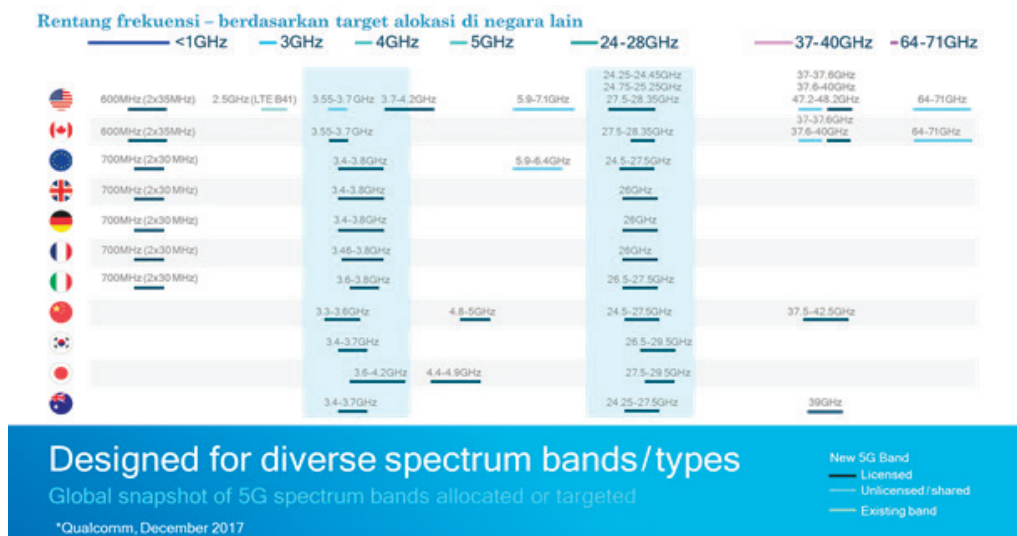 Rentang frekuensi – berdasarkan target alokasi di negara lain
<1GHz 3GHz 4GHz 5GHz 24-28GHz 37-40GHz 64-71GHz
24.25-24.45GHz 37-37.6GHz
24.75-25.25GHz 37.6-40GHz
600MHz (2x35MHz) 2.5GHz (LTE B41) 3.55-3.7 GHz 3.7-4.2GHz 5.9-7.1GHz 27.5-28.35GHz 47.2-48.2GHz 64-71GHz
37-37.6GHz
600MHz (2x35MHz) 3.55-3.7GHz 27.5-28.35GHz 37.6-40GHz 64-71GHz
700MHz (2x30 MHz) 3.4-3.8GHz 5.9-6.4GHz 24.5-27.5GHz
700MHz (2x30 MHz) 3.4-3.8GHz 26GHz
700MHz (2x30 MHz) 3.4-3.8GHz 26GHz
700MHz (2x30 MHz) 3.46-3.8GHz 26GHz
700MHz (2x30 MHz) 3.6-3.8GHz 26.5-27.5GHz
3.3-3.6GHz 4.8-5GHz 24.5-27.5GHz 37.5-42.5GHz
3.4-3.7GHz 26.5-29.5GHz
3.6-4.2GHz 4.4-4.9GHz 27.5-29.5GHz
3.4-3.7GHz 24.25-27.5GHz 39GHz
Designed for diverse spectrum bands/types
Global snapshot of 5G spectrum bands allocated or targeted
*Qualcomm, December 2017
New 5G Band
Licensed
Unlicensed/shared
Existing band